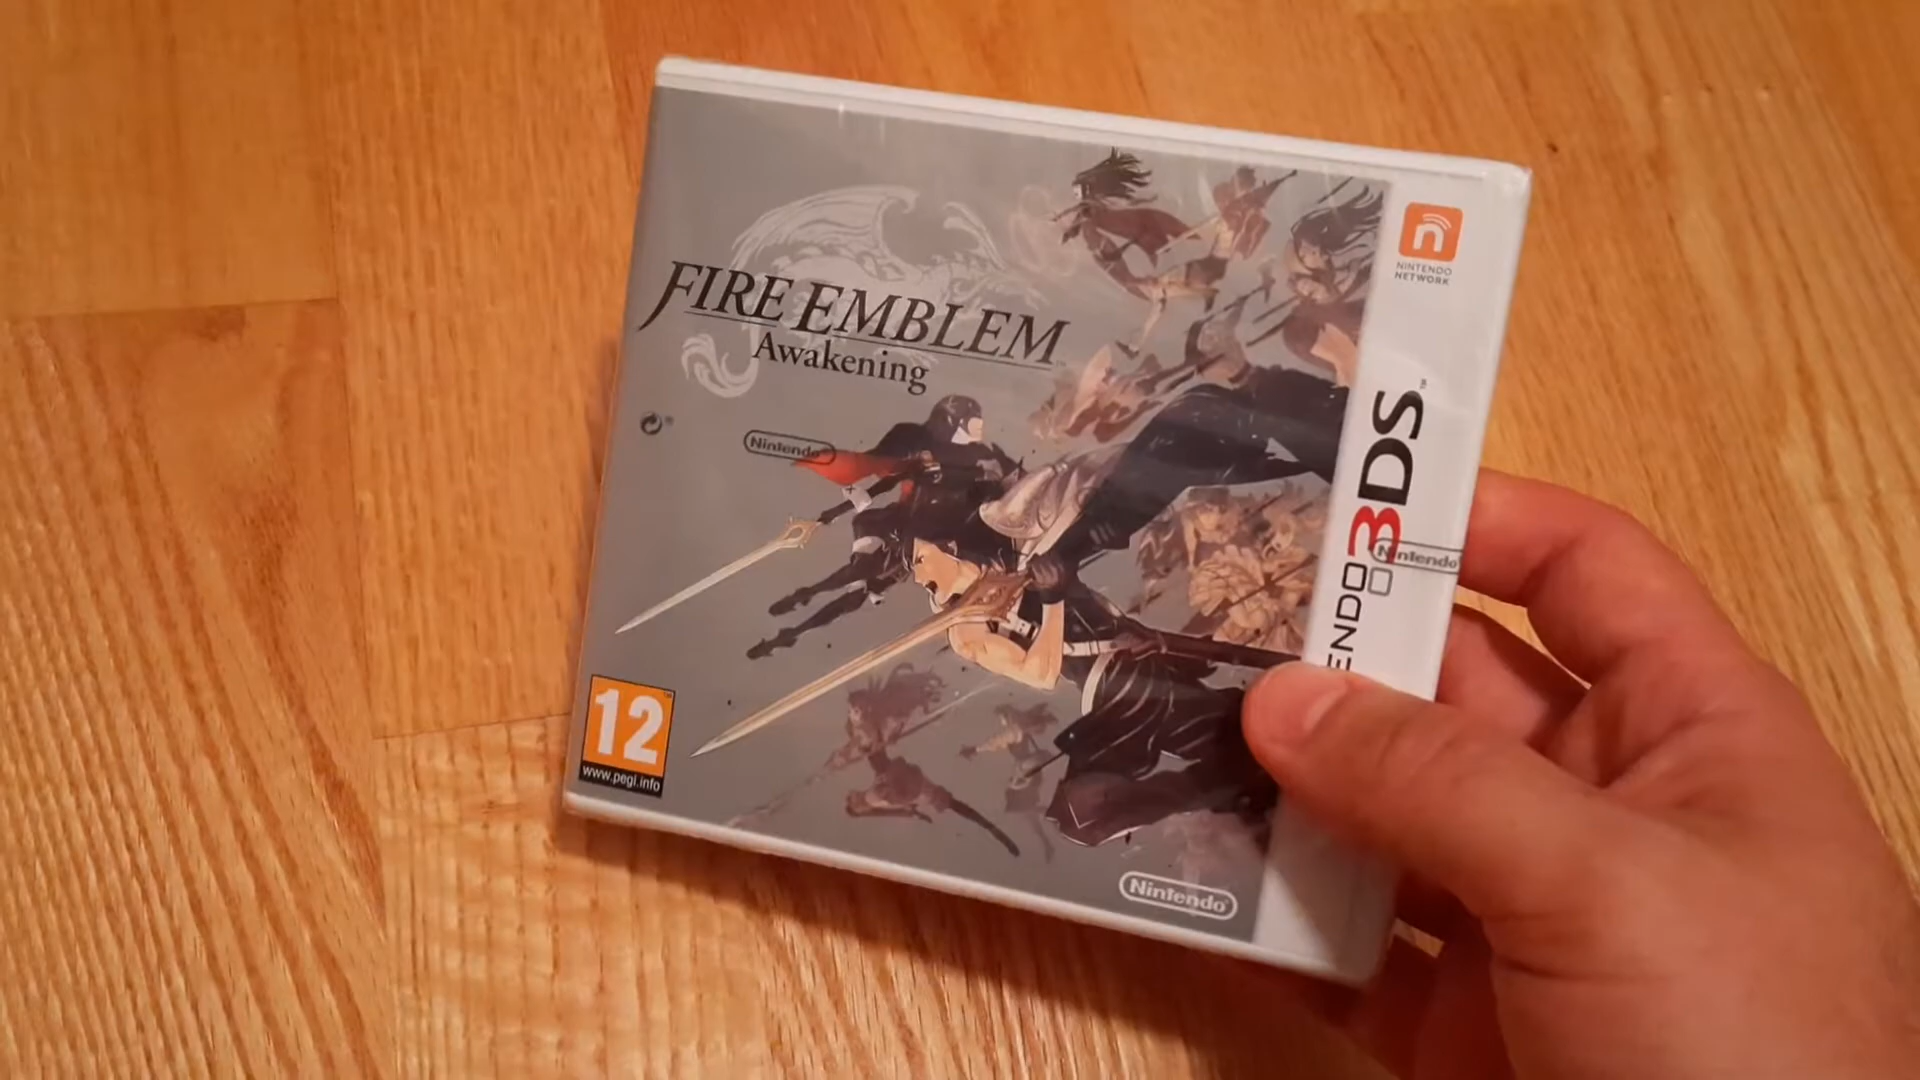 FIRE EMBLEM
Awakening
Nintendo
12
www.pegi.info
Nintendo
NINTENDO
NETWORK
ENDO 3DS
Nintendo